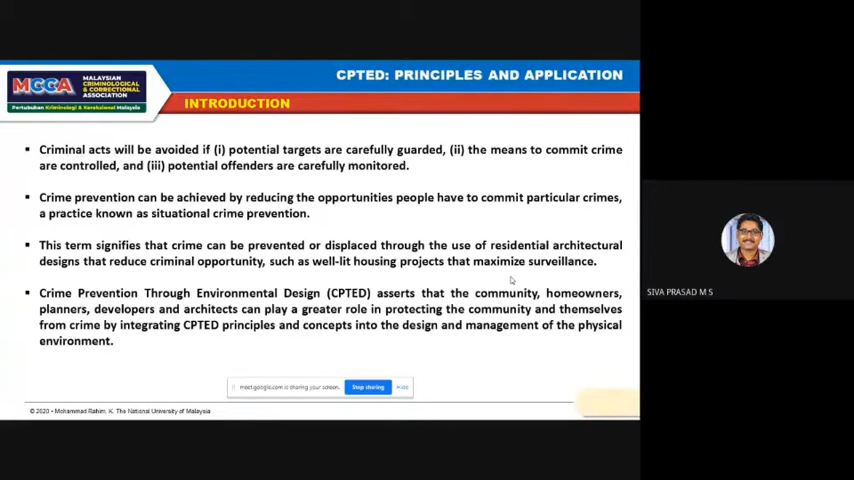 CPTED: PRINCIPLES AND APPLICATION
MCCA
MALAYSIAN
CRIMINOLOGICAL
& CORRECTIONAL
ASSOCIATION
Pertubuhan Kriminologi & Koreksional Malaysia
INTRODUCTION
▪ Criminal acts will be avoided if (i) potential targets are carefully guarded, (ii) the means to commit crime
are controlled, and (iii) potential offenders are carefully monitored.
▪ Crime prevention can be achieved by reducing the opportunities people have to commit particular crimes,
a practice known as situational crime prevention.
▪ This term signifies that crime can be prevented or displaced through the use of residential architectural
designs that reduce criminal opportunity, such as well-lit housing projects that maximize surveillance.
▪ Crime Prevention Through Environmental Design (CPTED) asserts that the community, homeowners,
planners, developers and architects can play a greater role in protecting the community and themselves
from crime by integrating CPTED principles and concepts into the design and management of the physical
environment.
meet.google.com is sharing your screen. Stop sharing Hide
© 2020 • Mohammad Rahim, K, The National University of Malaysia
SIVA PRASAD M S